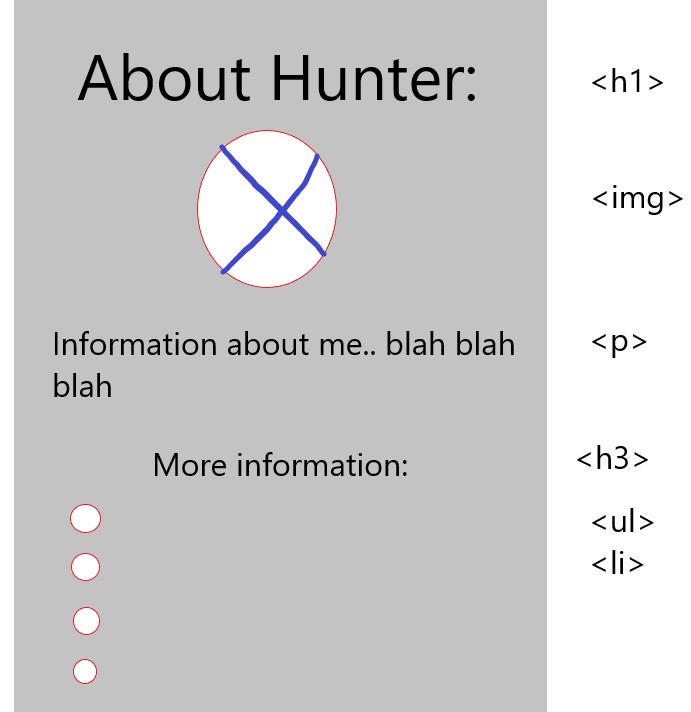 About Hunter:
<h1>
<img>
Information about me.. blah blah
blah
<p>
More information:
<h3>
<ul>
<li>